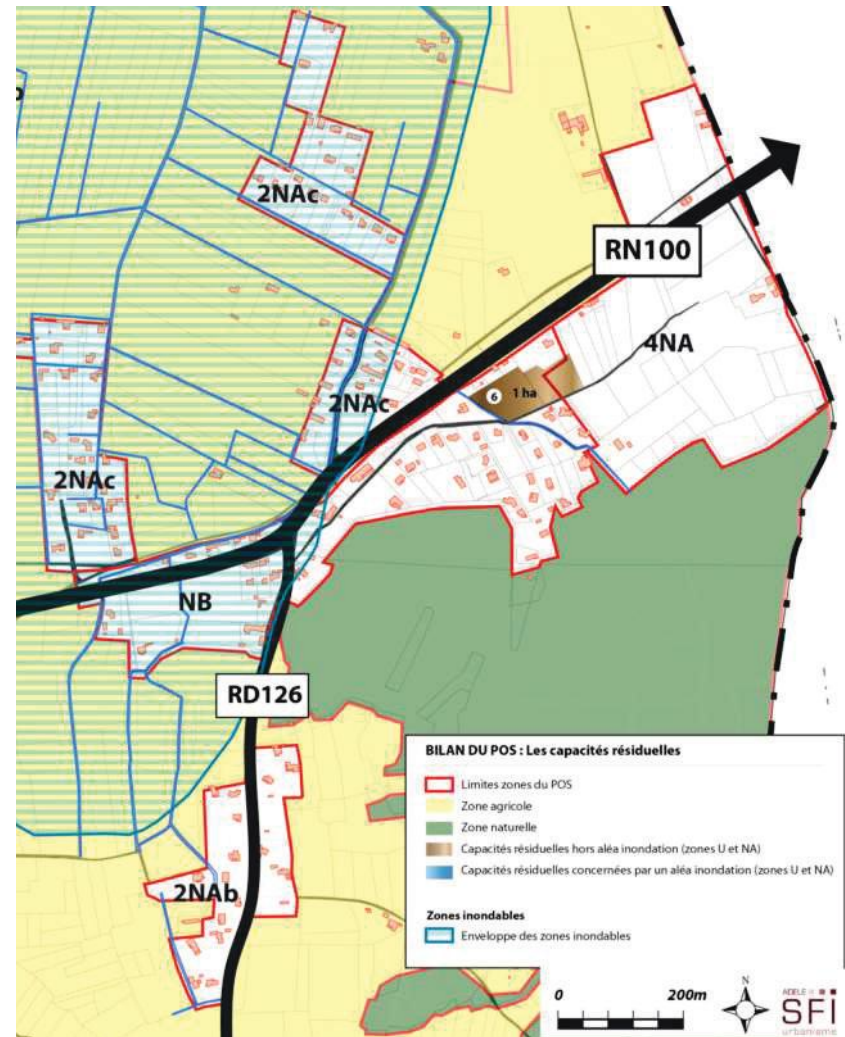 2NAc
RN100
4NA
2NAc
6
1 ha
2NAc
NB
RD126
2NAb
BILAN DU POS : Les capacités résiduelles
Limites zones du POS
Zone agricole
Zone naturelle
Capacités résiduelles hors aléa inondation (zones U et NA)
Capacités résiduelles concernées par un aléa inondation (zones U et NA)
Zones inondables
Enveloppe des zones inondables
0 200m
N
ADELE
SFI
urbanisme